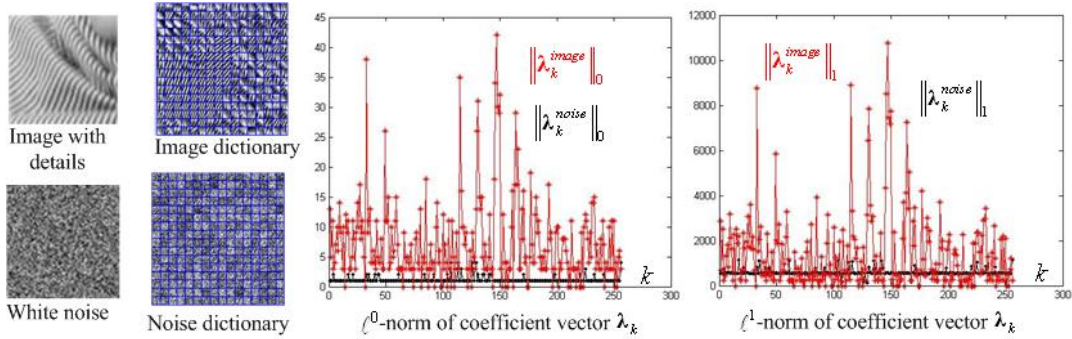 Image with
details
Image dictionary
White noise
Noise dictionary
45
40
35
30
25
20
15
10
5
0
0 50 100 150 200 250 300
‖λ_k^{image}‖_0
‖λ_k^{noise}‖_0
k
ℓ^0-norm of coefficient vector λ_k
12000
10000
8000
6000
4000
2000
0
0 50 100 150 200 250 300
‖λ_k^{image}‖_1
‖λ_k^{noise}‖_1
k
ℓ^1-norm of coefficient vector λ_k